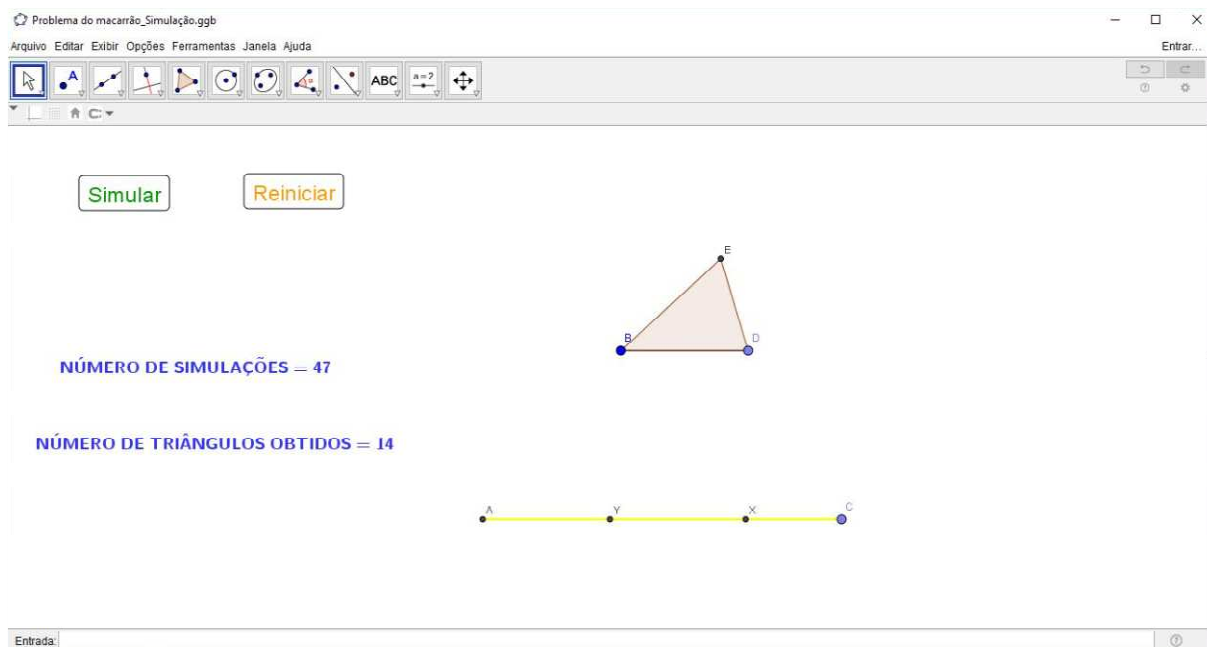 Problema do macarrão_Simulação.ggb
Arquivo Editar Exibir Opções Ferramentas Janela Ajuda
Entrar...
A
ABC
a=2
Simular
Reiniciar
E
B
D
NÚMERO DE SIMULAÇÕES = 47
NÚMERO DE TRIÂNGULOS OBTIDOS = 14
A
Y
X
C
Entrada: